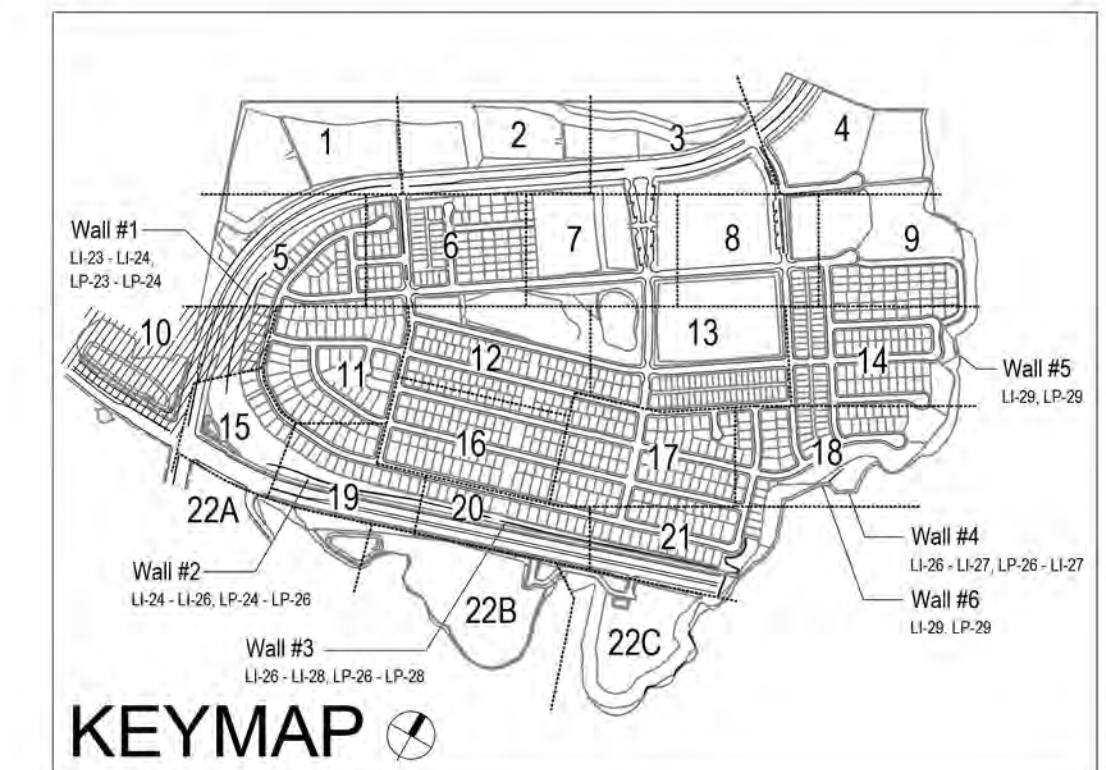 1
2
3
4
Wall #1
LI-23 - LI-24,
LP-23 - LP-24
5
6
7
8
9
10
11
12
13
14
Wall #5
LI-29, LP-29
15
16
17
18
19
20
21
22A
Wall #2
LI-24 - LI-26, LP-24 - LP-26
Wall #4
LI-26 - LI-27, LP-26 - LI-27
22B
Wall #6
LI-29. LP-29
22C
Wall #3
LI-26 - LI-28, LP-26 - LP-28
KEYMAP